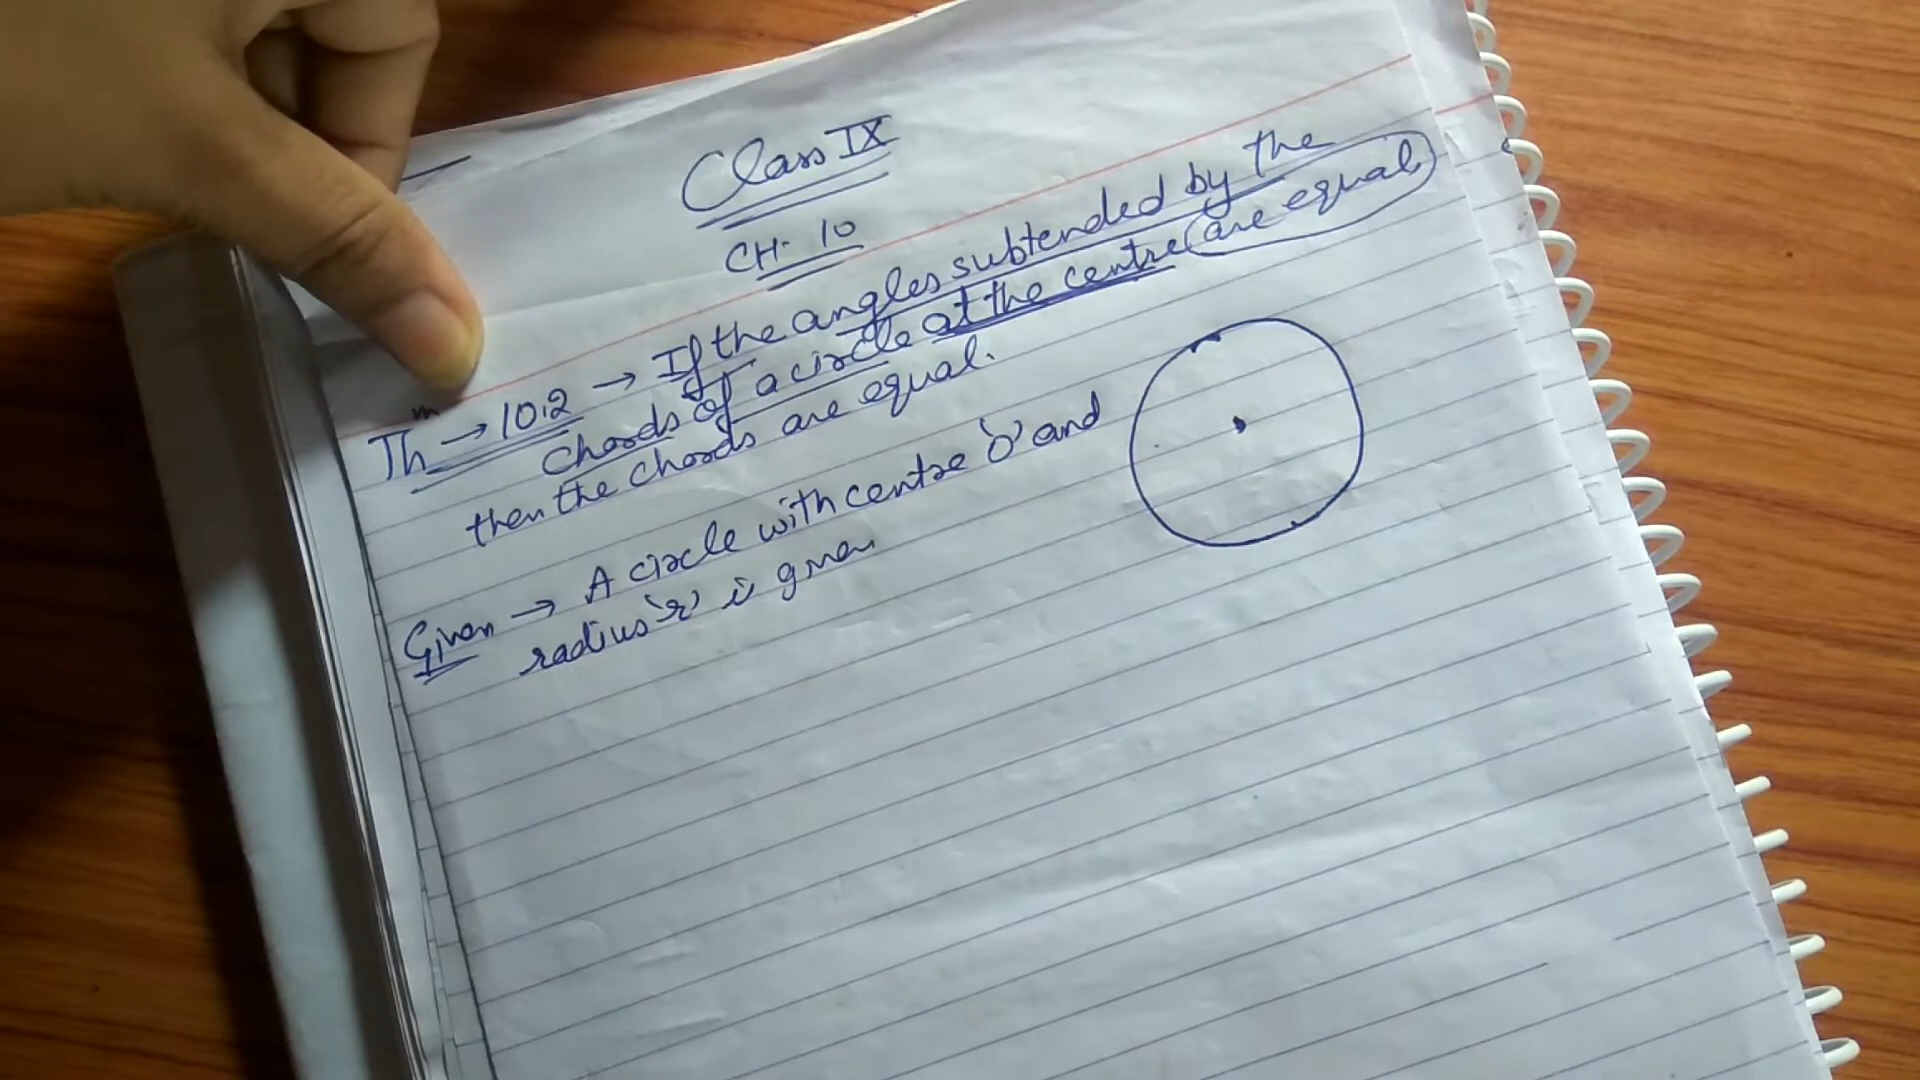 Class IX
CH. 10
Thm → 10.2 → If the angles subtended by the
chords of a circle at the centre are equal
then the chords are equal.
Given → A circle with centre 'O' and
radius 'r' is given